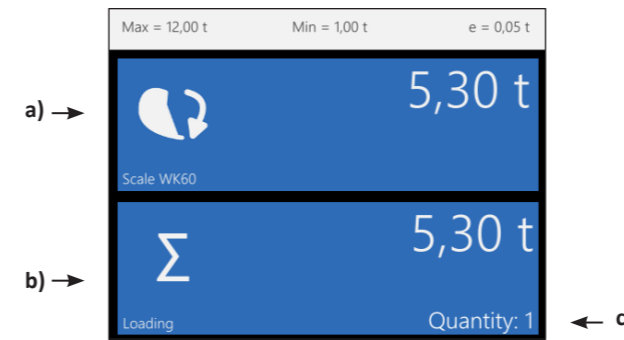 Max = 12,00 t Min = 1,00 t e = 0,05 t
a)
5,30 t
Scale WK60
5,30 t
Σ
b)
Loading
Quantity: 1
c